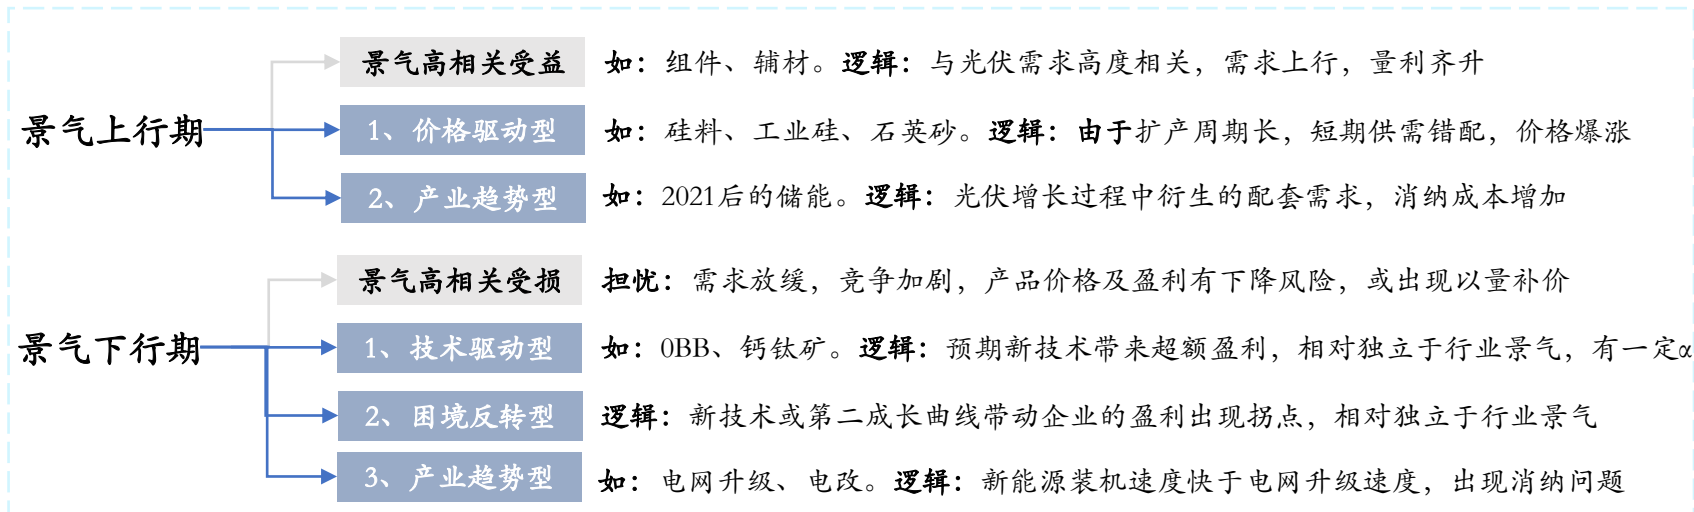 景气高相关受益 如：组件、辅材。逻辑：与光伏需求高度相关，需求上行，量利齐升
景气上行期 1、价格驱动型 如：硅料、工业硅、石英砂。逻辑：由于扩产周期长，短期供需错配，价格爆涨
2、产业趋势型 如：2021后的储能。逻辑：光伏增长过程中衍生的配套需求，消纳成本增加
景气高相关受损 担忧：需求放缓，竞争加剧，产品价格及盈利有下降风险，或出现以量补价
景气下行期 1、技术驱动型 如：0BB、钙钛矿。逻辑：预期新技术带来超额盈利，相对独立于行业景气，有一定α
2、困境反转型 逻辑：新技术或第二成长曲线带动企业的盈利出现拐点，相对独立于行业景气
3、产业趋势型 如：电网升级、电改。逻辑：新能源装机速度快于电网升级速度，出现消纳问题